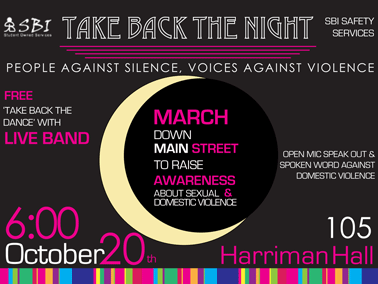 SBI
Student Owned Services
TAKE BACK THE NIGHT
SBI SAFETY
SERVICES
PEOPLE AGAINST SILENCE, VOICES AGAINST VIOLENCE
FREE
'TAKE BACK THE
DANCE' WITH
LIVE BAND
MARCH
DOWN
MAIN STREET
TO RAISE
AWARENESS
ABOUT SEXUAL &
DOMESTIC VIOLENCE
OPEN MIC SPEAK OUT &
SPOKEN WORD AGAINST
DOMESTIC VIOLENCE
6:00
October20th
105
Harriman Hall